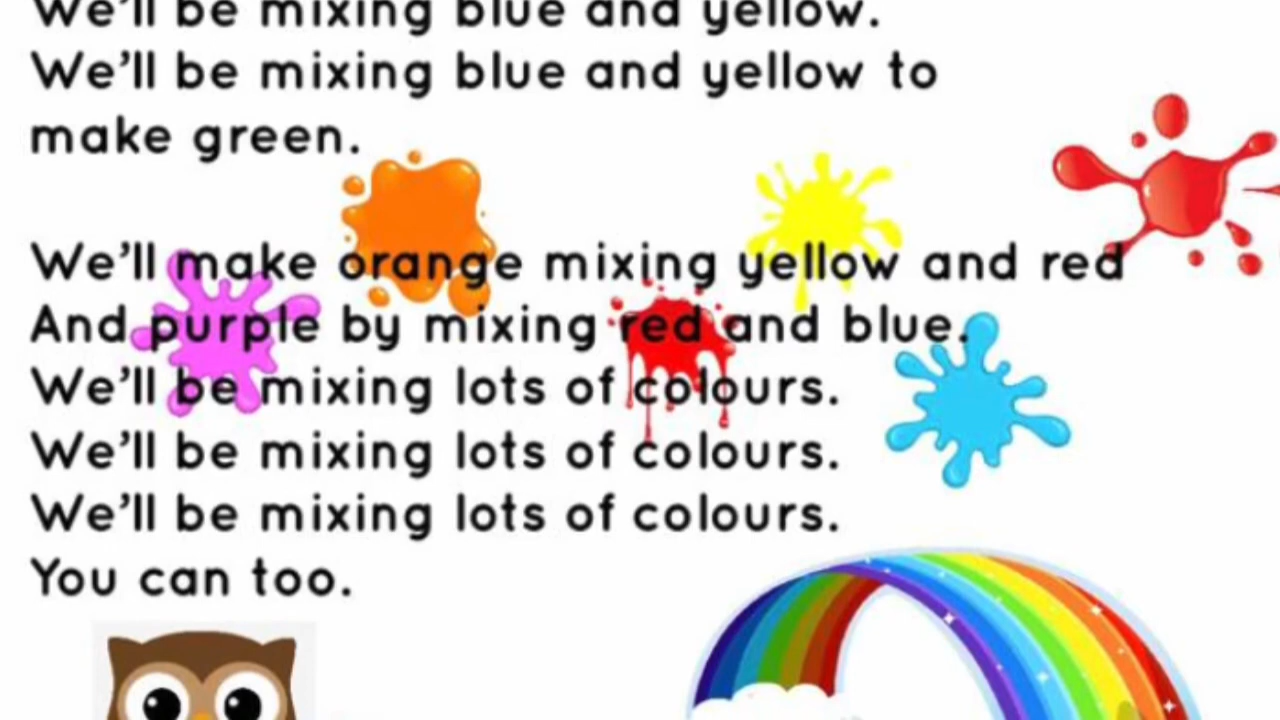 We'll be mixing blue and yellow.
We'll be mixing blue and yellow to
make green.
We'll make orange mixing yellow and red
And purple by mixing red and blue.
We'll be mixing lots of colours.
We'll be mixing lots of colours.
We'll be mixing lots of colours.
You can too.